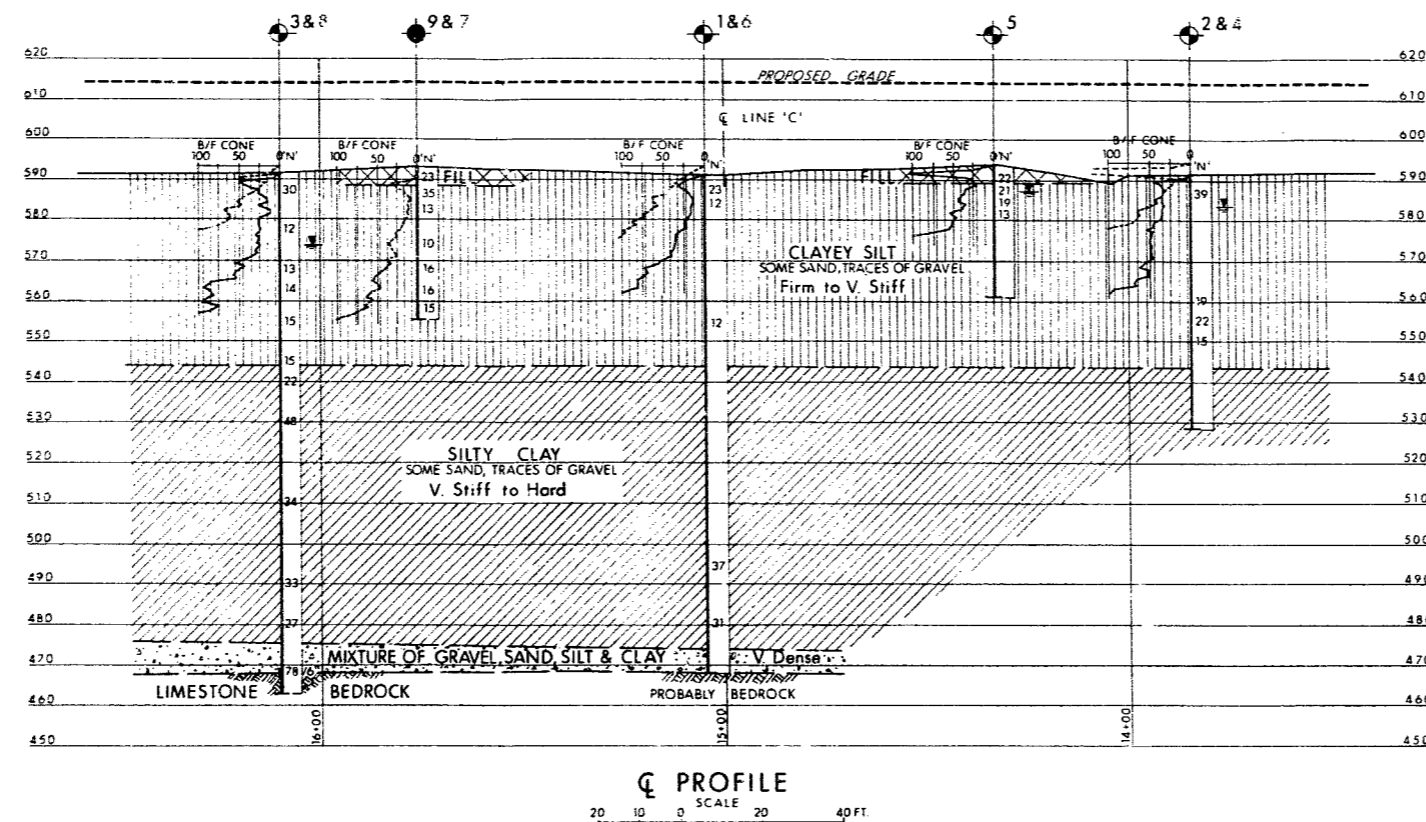 3&8 9&7 1&6 5 2&4
620 620
PROPOSED GRADE
610 610
℄ LINE 'C'
600 600
B/F CONE B/F CONE B/F CONE B/F CONE B/F CONE
100 50 0 'N' 100 50 0 'N' 100 50 0 'N' 100 50 0 'N' 100 50 0 'N'
590 FILL FILL 590
30 23 23 22 39
35 12 21
580 13 19 580
12 13
570 10 CLAYEY SILT 570
13 16 SOME SAND, TRACES OF GRAVEL
14 16 Firm to V. Stiff
560 15 19 560
15 12 22
550 15 550
15
540 22 540
530 48 530
SILTY CLAY
520 SOME SAND, TRACES OF GRAVEL 520
V. Stiff to Hard
510 34 510
500 500
37
490 33 490
480 27 31 480
MIXTURE OF GRAVEL, SAND, SILT & CLAY V. Dense
470 78/6 470
LIMESTONE BEDROCK PROBABLY BEDROCK
460 460
16+00 15+00 14+00
450 450
℄ PROFILE
SCALE
20 10 0 20 40 FT.